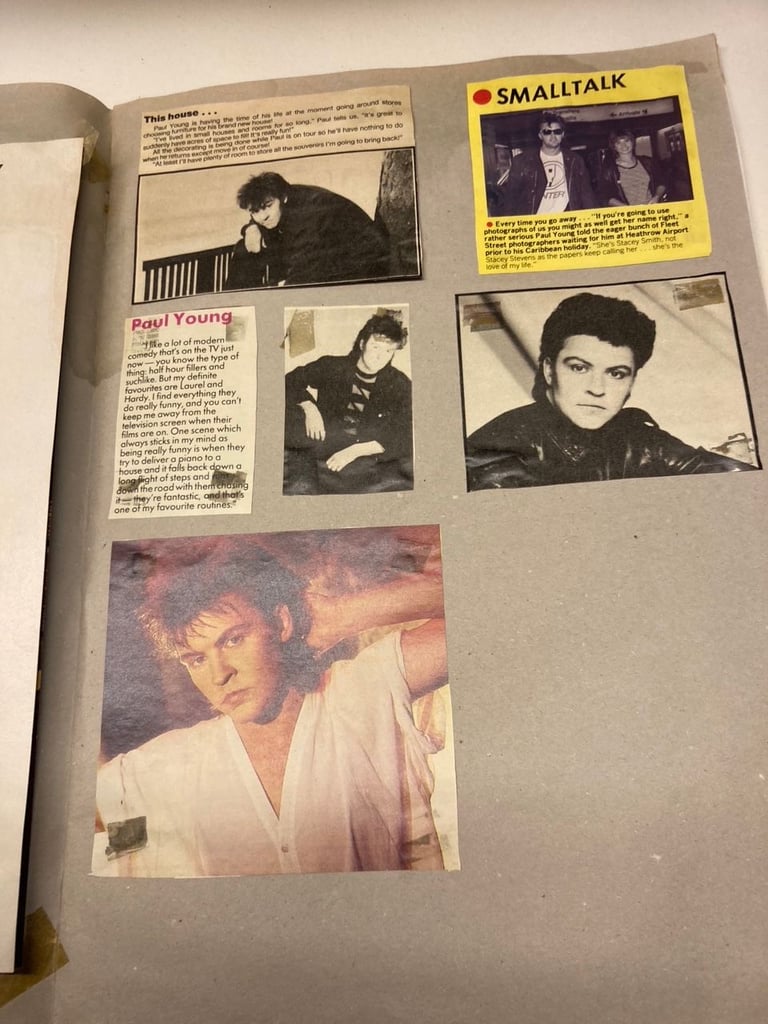 This house . . .
Paul Young is having the time of his life at the moment going around stores
choosing furniture for his brand new house!
"I've lived in small houses and rooms for so long," Paul tells us, "it's great to
suddenly have acres of space to fill! It's really fun!"
All the decorating is being done while Paul is on tour so he'll have nothing to do
when he returns except move in of course!
"At least I'll have plenty of room to store all the souvenirs I'm going to bring back!"
SMALLTALK
Arrivals
Every time you go away . . . "If you're going to use
photographs of us you might as well get her name right," a
rather serious Paul Young told the eager bunch of Fleet
Street photographers waiting for him at Heathrow Airport
prior to his Caribbean holiday. "She's Stacey Smith, not
Stacey Stevens as the papers keep calling her . . . she's the
love of my life."
Paul Young
"I like a lot of modern
comedy that's on the TV just
now — you know the type of
thing: half hour fillers and
suchlike. But my definite
favourites are Laurel and
Hardy. I find everything they
do really funny, and you can't
keep me away from the
television screen when their
films are on. One scene which
always sticks in my mind as
being really funny is when they
try to deliver a piano to a
house and it falls back down a
long flight of steps and
down the road with them chasing
it — they're fantastic, and that's
one of my favourite routines."